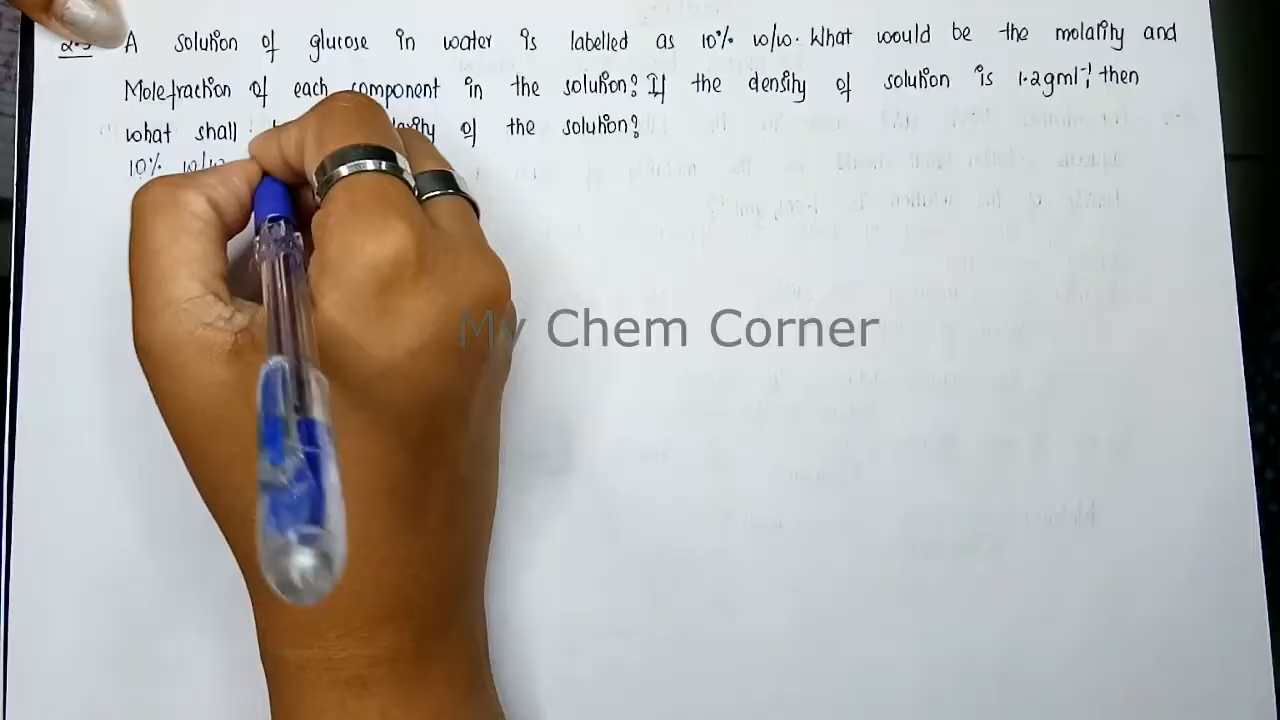 A solution of glucose in water is labelled as 10% w/w. What would be the molality and
Molefraction of each component in the solution? If the density of solution is 1.2gml⁻¹, then
what shall of the solution?
10% w/w
My Chem Corner